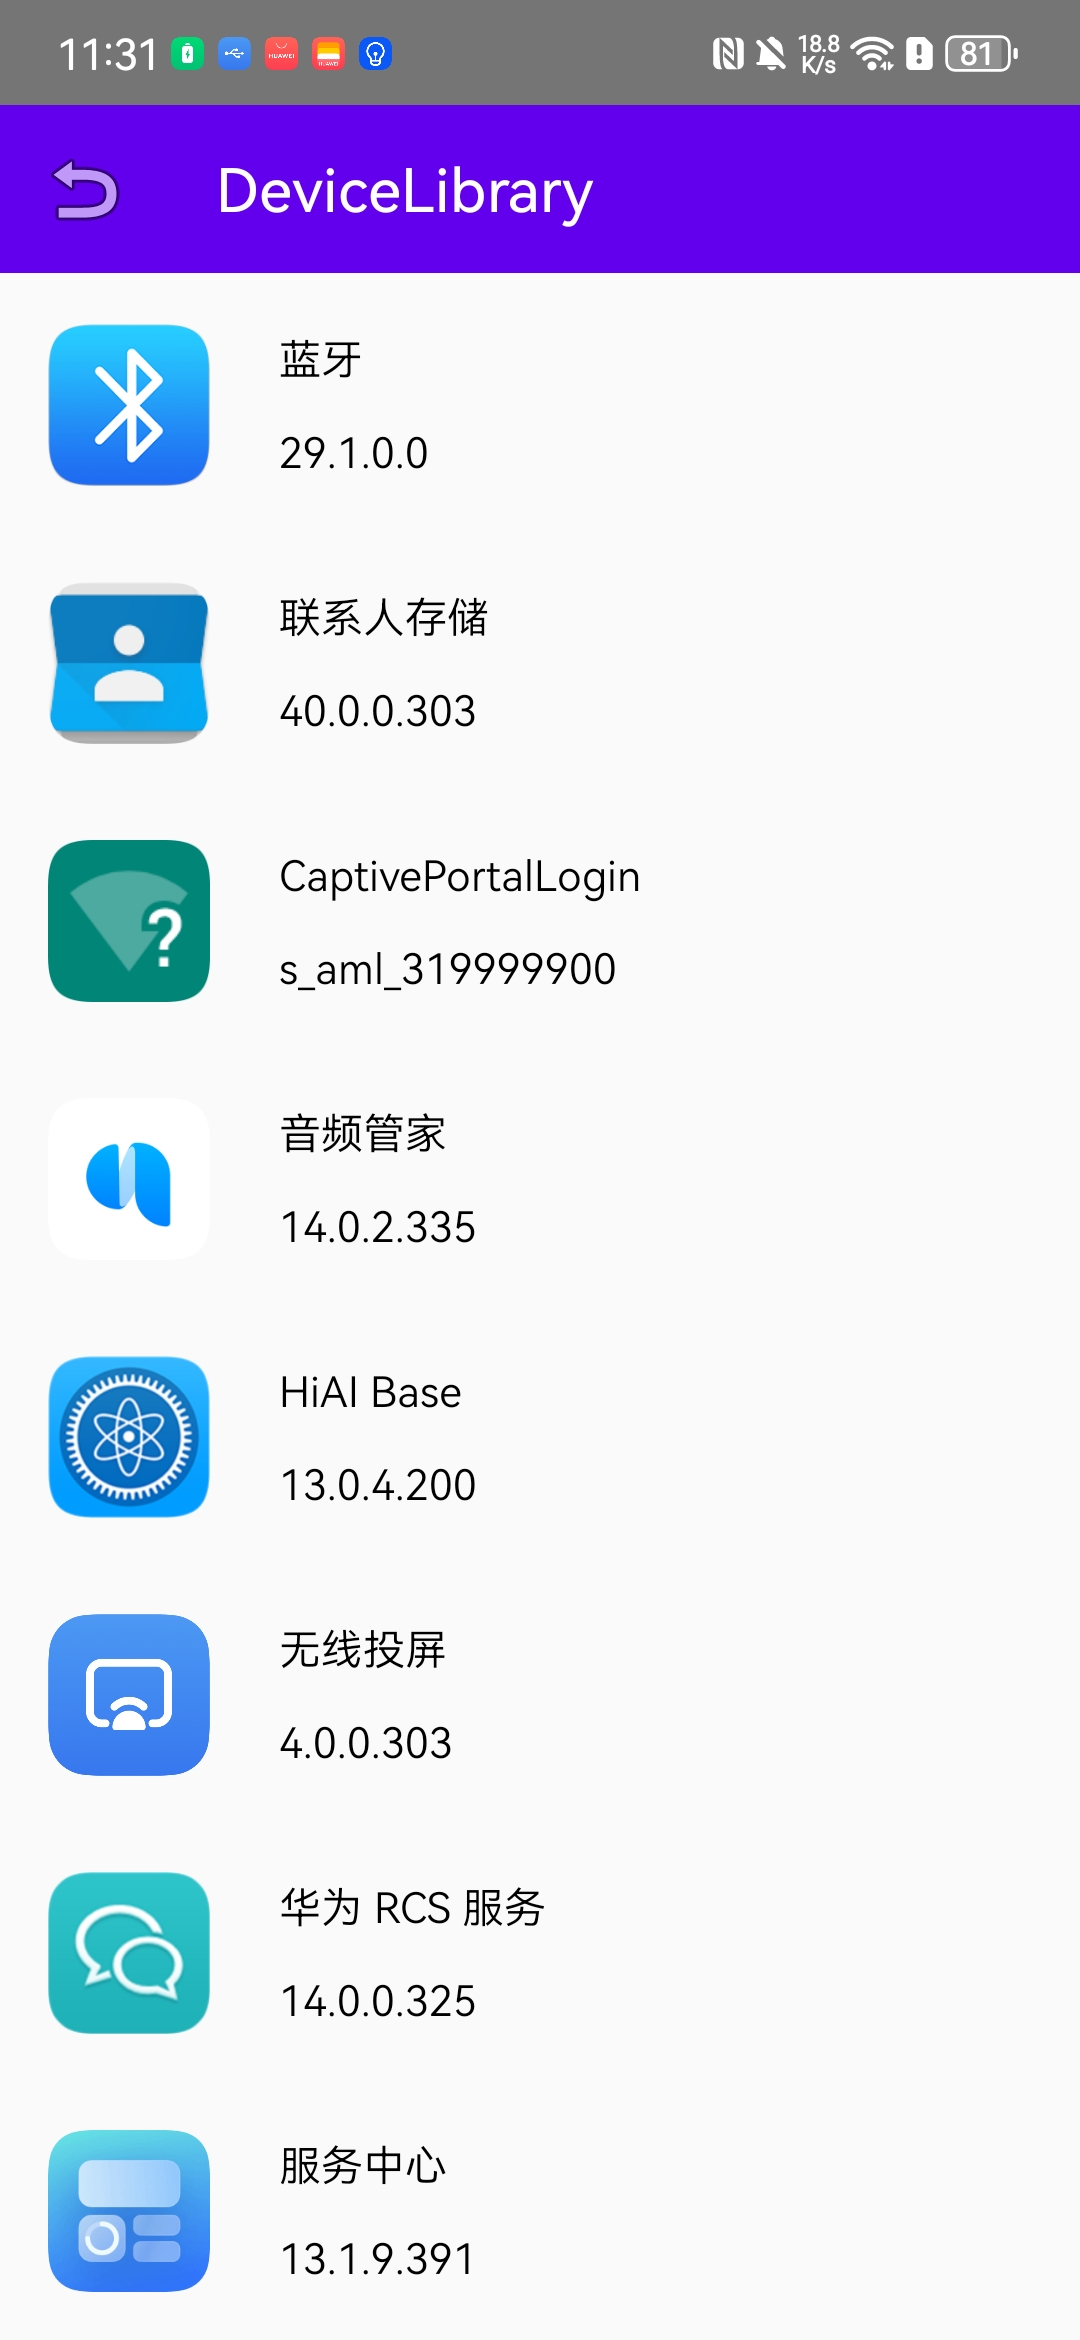 11:31
HUAWEI
HUAWEI
18.8
K/s
81
DeviceLibrary
蓝牙
29.1.0.0
联系人存储
40.0.0.303
CaptivePortalLogin
s_aml_319999900
音频管家
14.0.2.335
HiAI Base
13.0.4.200
无线投屏
4.0.0.303
华为 RCS 服务
14.0.0.325
服务中心
13.1.9.391